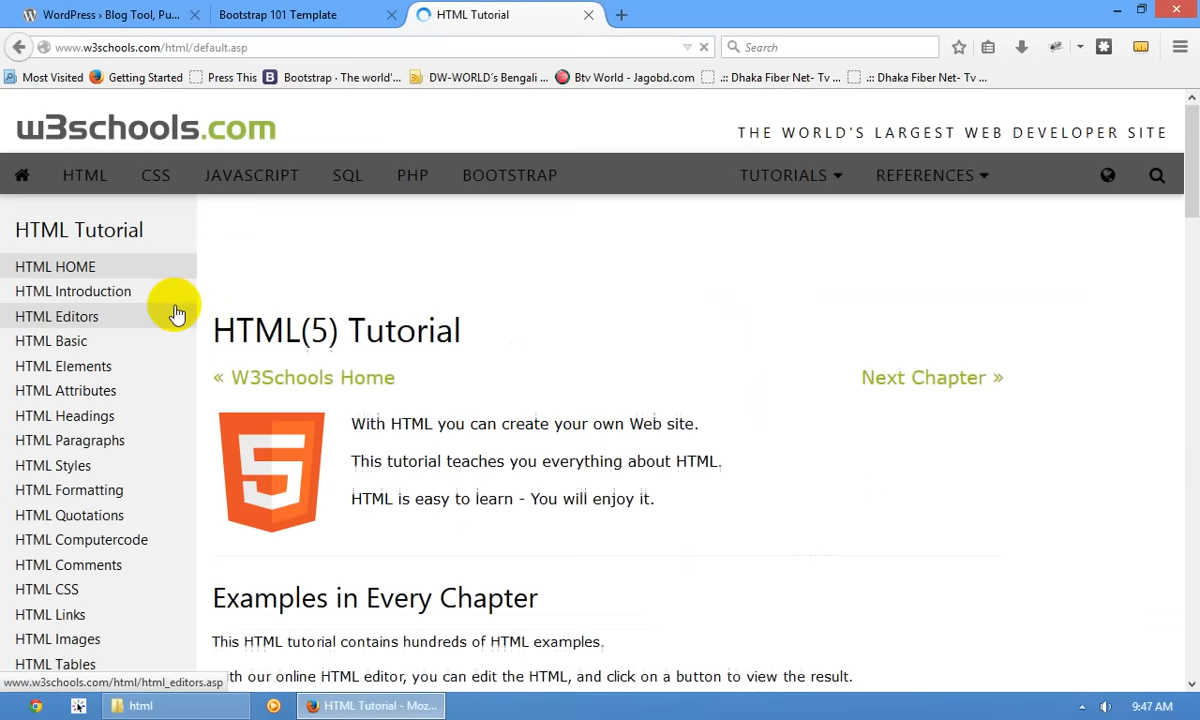 WordPress › Blog Tool, Pu...
Bootstrap 101 Template
HTML Tutorial
www.w3schools.com/html/default.asp
Search
Most Visited
Getting Started
Press This
Bootstrap · The world'...
DW-WORLD´s Bengali ...
Btv World - Jagobd.com
.:: Dhaka Fiber Net- Tv ...
.:: Dhaka Fiber Net- Tv ...
w3schools.com
THE WORLD'S LARGEST WEB DEVELOPER SITE
HTML
CSS
JAVASCRIPT
SQL
PHP
BOOTSTRAP
TUTORIALS
REFERENCES
HTML Tutorial
HTML HOME
HTML Introduction
HTML Editors
HTML Basic
HTML Elements
HTML Attributes
HTML Headings
HTML Paragraphs
HTML Styles
HTML Formatting
HTML Quotations
HTML Computercode
HTML Comments
HTML CSS
HTML Links
HTML Images
HTML Tables
HTML(5) Tutorial
« W3Schools Home
Next Chapter »
5
With HTML you can create your own Web site.
This tutorial teaches you everything about HTML.
HTML is easy to learn - You will enjoy it.
Examples in Every Chapter
This HTML tutorial contains hundreds of HTML examples.
ith our online HTML editor, you can edit the HTML, and click on a button to view the result.
www.w3schools.com/html/html_editors.asp
html
HTML Tutorial - Moz...
9:47 AM